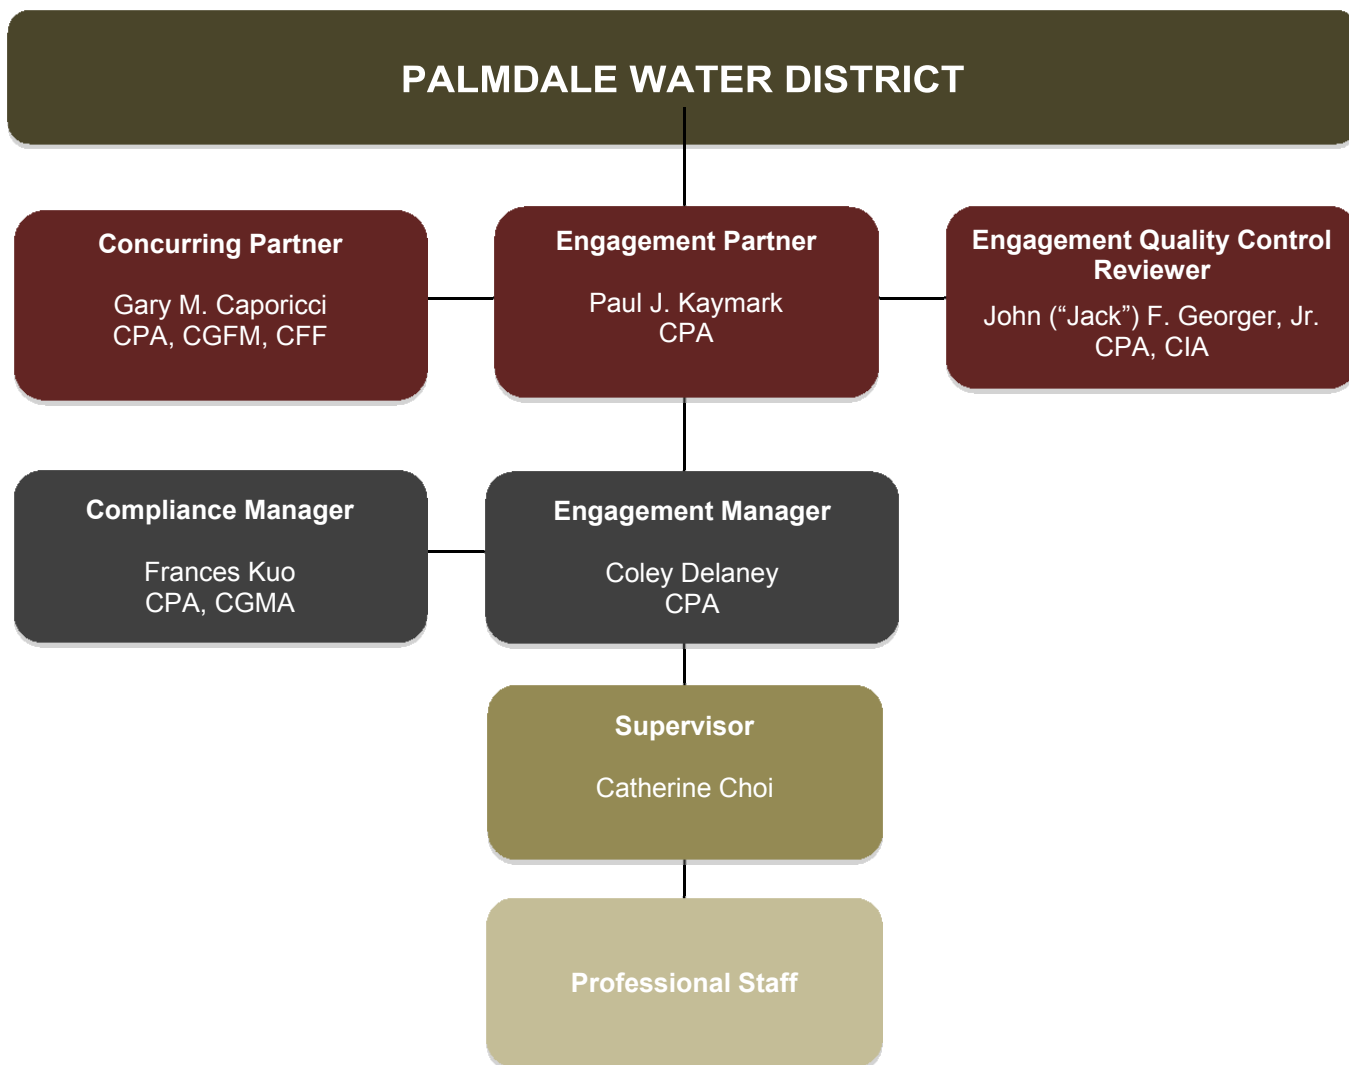 PALMDALE WATER DISTRICT
Concurring Partner
Gary M. Caporicci
CPA, CGFM, CFF
Engagement Partner
Paul J. Kaymark
CPA
Engagement Quality Control
Reviewer
John (“Jack”) F. Georger, Jr.
CPA, CIA
Compliance Manager
Frances Kuo
CPA, CGMA
Engagement Manager
Coley Delaney
CPA
Supervisor
Catherine Choi
Professional Staff